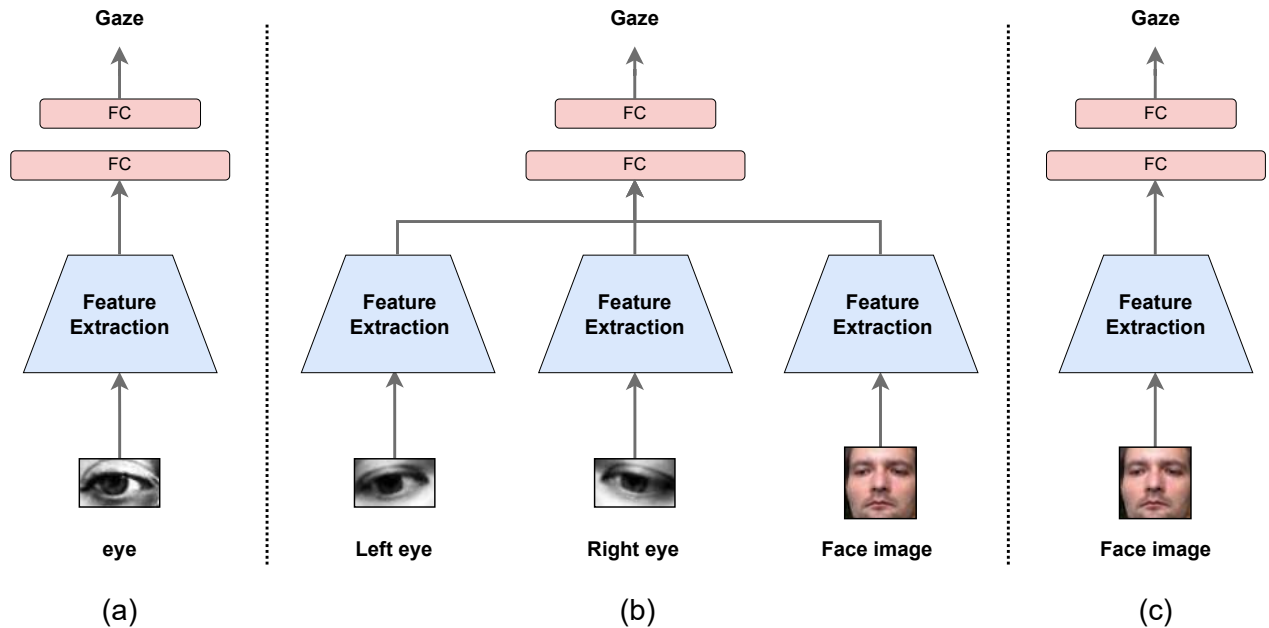 Gaze
FC
FC
Feature
Extraction
eye
(a)
Gaze
FC
FC
Feature
Extraction
Feature
Extraction
Feature
Extraction
Left eye
Right eye
Face image
(b)
Gaze
FC
FC
Feature
Extraction
Face image
(c)